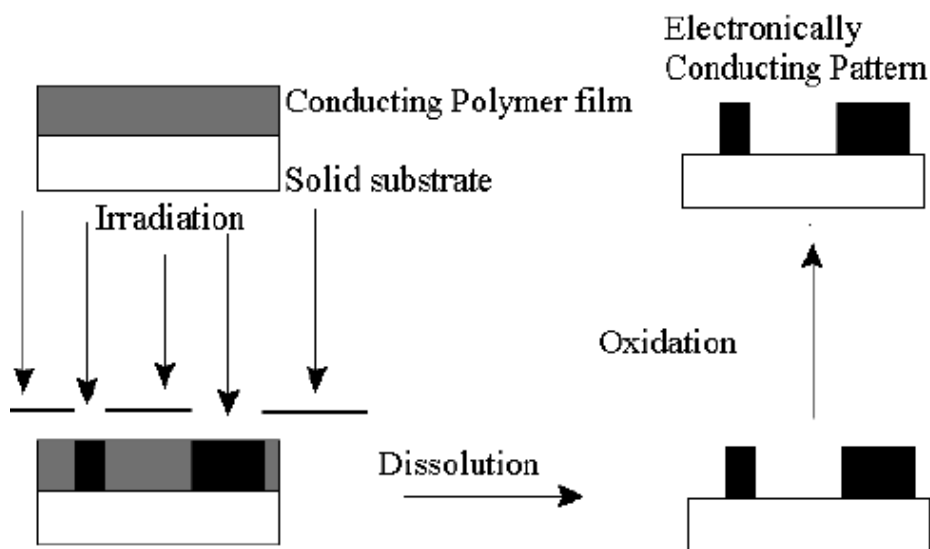 Electronically
Conducting Pattern
Conducting Polymer film
Solid substrate
Irradiation
Oxidation
Dissolution